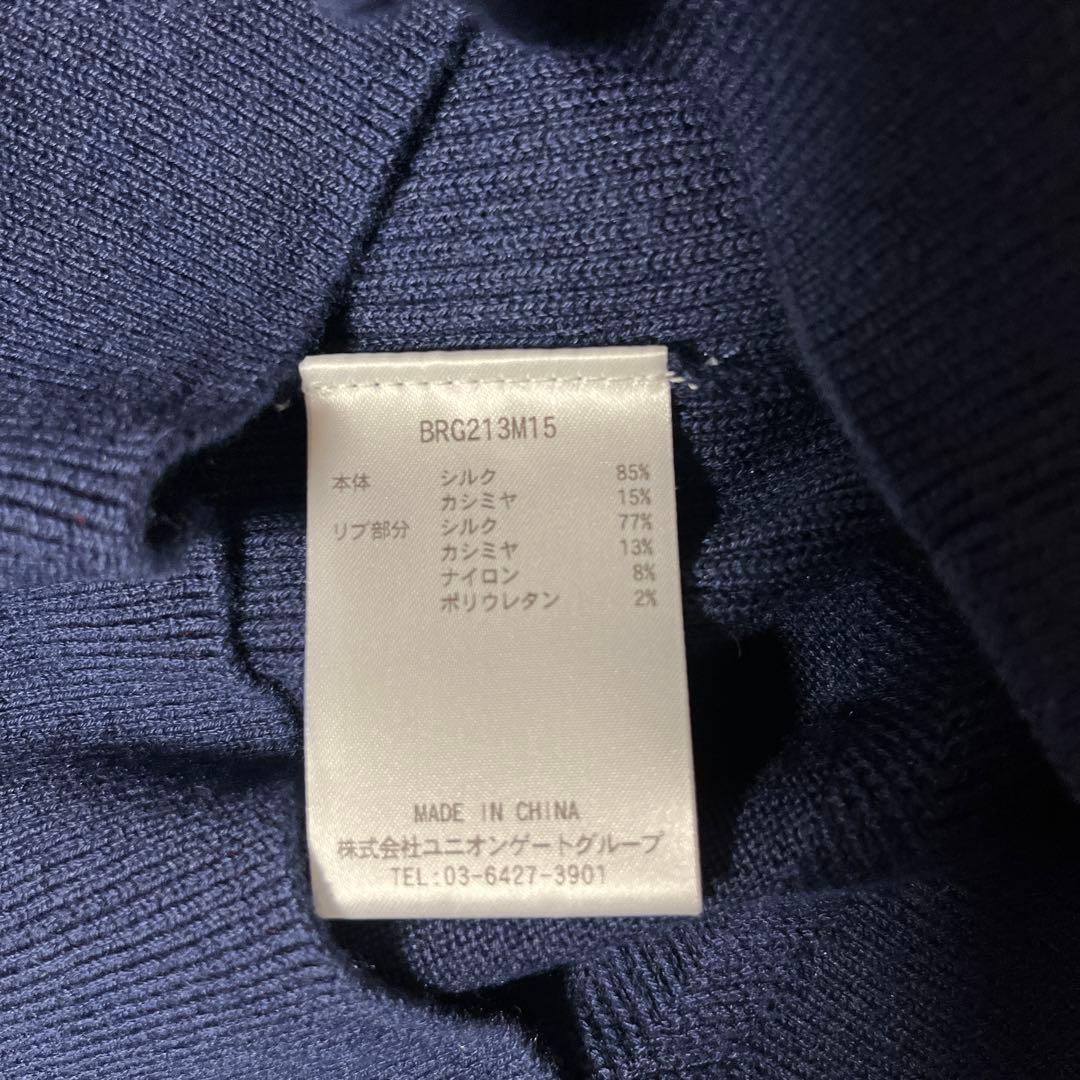 BRG213M15
本体 シルク 85%
カシミヤ 15%
リブ部分 シルク 77%
カシミヤ 13%
ナイロン 8%
ポリウレタン 2%
MADE IN CHINA
株式会社ユニオンゲートグループ
TEL:03-6427-3901